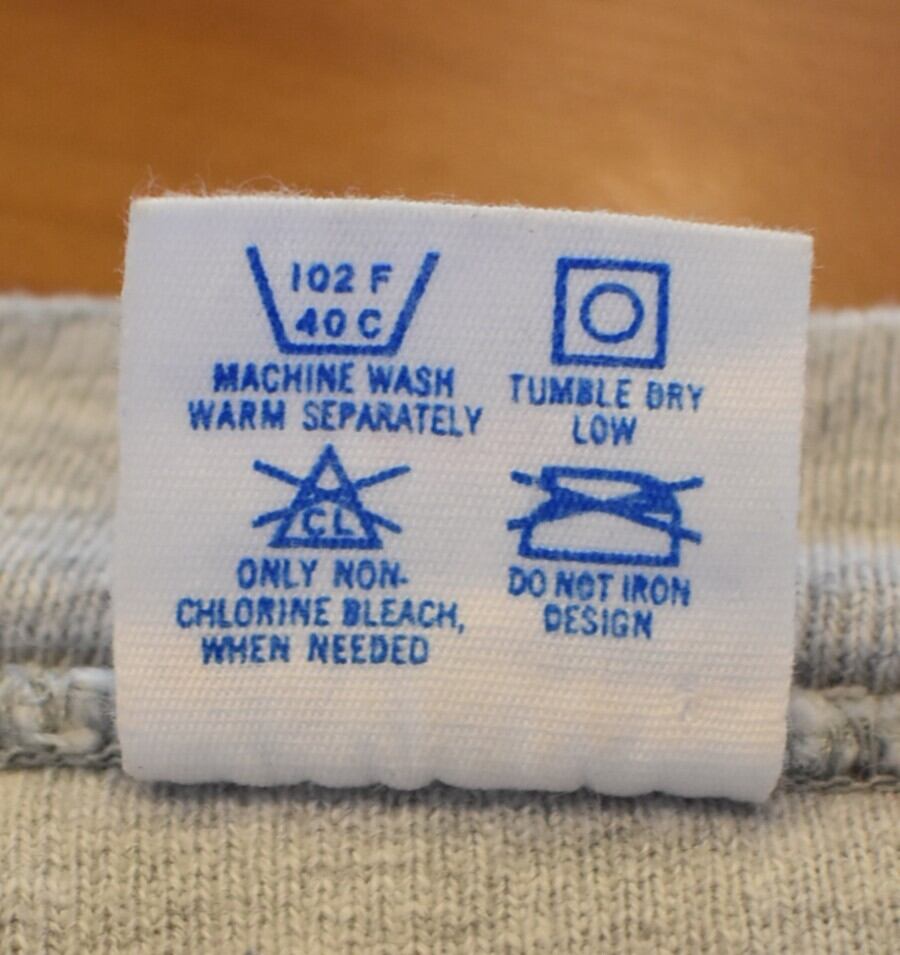 102 F
40 C
MACHINE WASH
WARM SEPARATELY
TUMBLE DRY
LOW
CL
ONLY NON-
CHLORINE BLEACH,
WHEN NEEDED
DO NOT IRON
DESIGN